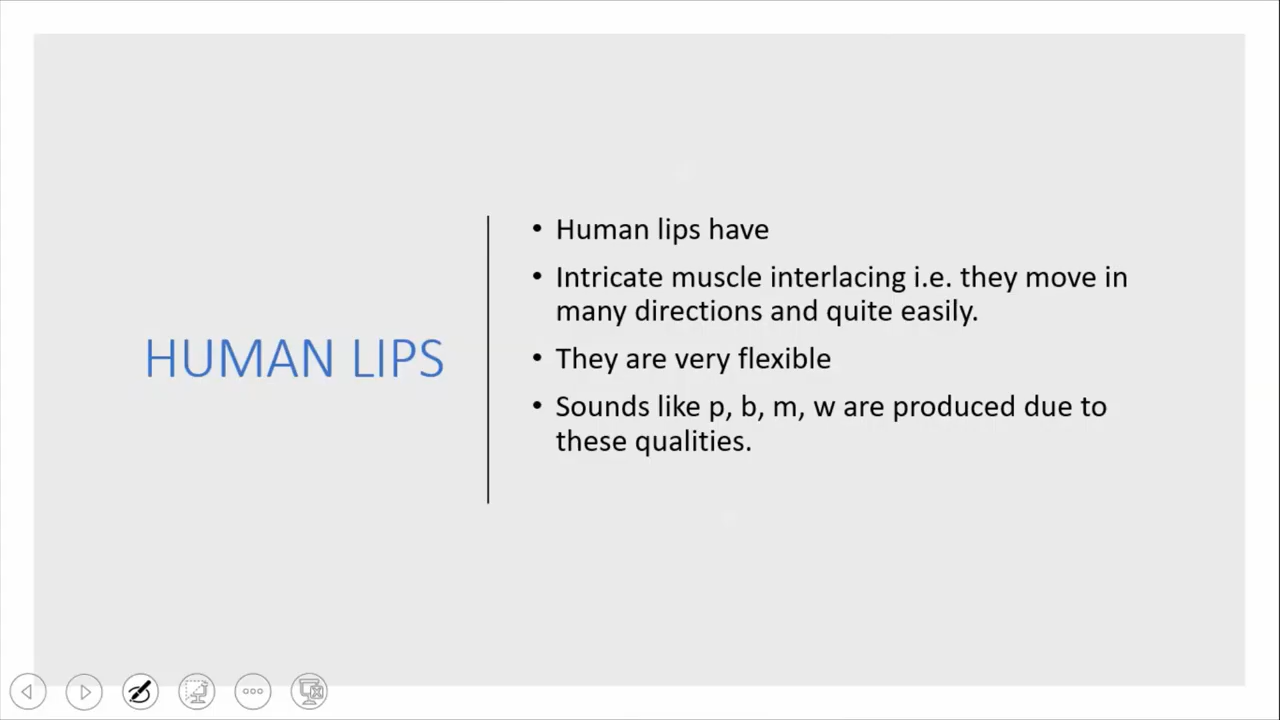 HUMAN LIPS
• Human lips have
• Intricate muscle interlacing i.e. they move in
many directions and quite easily.
• They are very flexible
• Sounds like p, b, m, w are produced due to
these qualities.